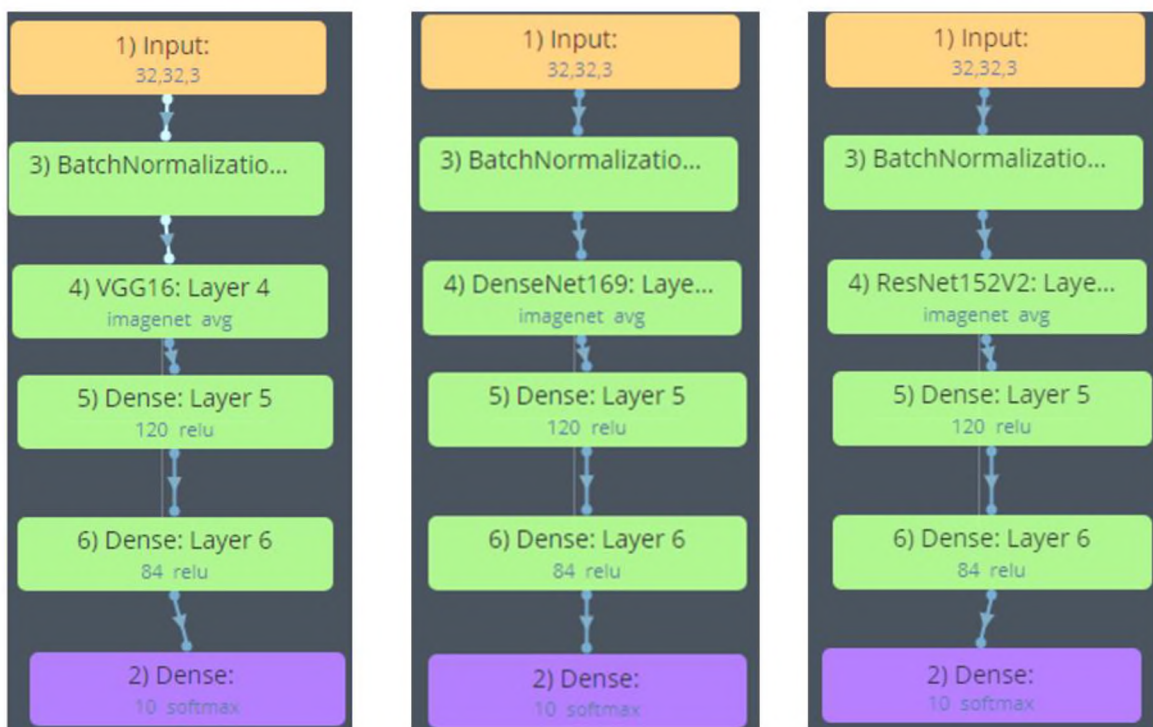 1) Input:
32,32,3
3) BatchNormalizatio...
4) VGG16: Layer 4
imagenet avg
5) Dense: Layer 5
120 relu
6) Dense: Layer 6
84 relu
2) Dense:
10 softmax
1) Input:
32,32,3
3) BatchNormalizatio...
4) DenseNet169: Laye...
imagenet avg
5) Dense: Layer 5
120 relu
6) Dense: Layer 6
84 relu
2) Dense:
10 softmax
1) Input:
32,32,3
3) BatchNormalizatio...
4) ResNet152V2: Laye...
imagenet avg
5) Dense: Layer 5
120 relu
6) Dense: Layer 6
84 relu
2) Dense:
10 softmax